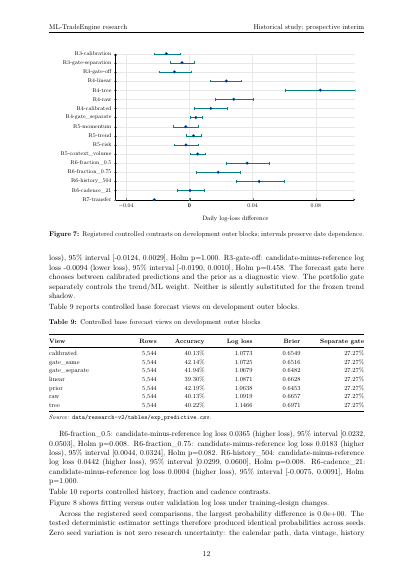 ML-TradeEngine research Historical study: prospective interim
R3-calibration
R3-gate-separation
R3-gate-off
R4-linear
R4-tree
R4-raw
R4-calibrated
R4-gate_separate
R5-momentum
R5-trend
R5-risk
R5-context_volume
R6-fraction_0.5
R6-fraction_0.75
R6-history_504
R6-cadence_21
R7-transfer
−0.04 0 0.04 0.08
Daily log-loss difference
Figure 7: Registered controlled contrasts on development outer blocks; intervals preserve date dependence.
loss), 95% interval [-0.0124, 0.0029], Holm p=1.000. R3-gate-off: candidate-minus-reference log
loss -0.0094 (lower loss), 95% interval [-0.0190, 0.0010], Holm p=0.458. The forecast gate here
chooses between calibrated predictions and the prior as a diagnostic view. The portfolio gate
separately controls the trend/ML weight. Neither is silently substituted for the frozen trend
shadow.
Table 9 reports controlled base forecast views on development outer blocks.
Table 9: Controlled base forecast views on development outer blocks
View Rows Accuracy Log loss Brier Separate gate
calibrated 5,544 40.13% 1.0773 0.6549 27.27%
gate_same 5,544 42.14% 1.0725 0.6516 27.27%
gate_separate 5,544 41.94% 1.0679 0.6482 27.27%
linear 5,544 39.30% 1.0871 0.6628 27.27%
prior 5,544 42.19% 1.0638 0.6453 27.27%
raw 5,544 40.13% 1.0919 0.6657 27.27%
tree 5,544 40.22% 1.1466 0.6971 27.27%
Source: data/research-v2/tables/exp_predictive.csv.
R6-fraction_0.5: candidate-minus-reference log loss 0.0365 (higher loss), 95% interval [0.0232,
0.0503], Holm p=0.008. R6-fraction_0.75: candidate-minus-reference log loss 0.0183 (higher
loss), 95% interval [0.0044, 0.0324], Holm p=0.082. R6-history_504: candidate-minus-reference
log loss 0.0442 (higher loss), 95% interval [0.0299, 0.0600], Holm p=0.008. R6-cadence_21:
candidate-minus-reference log loss 0.0004 (higher loss), 95% interval [-0.0075, 0.0091], Holm
p=1.000.
Table 10 reports controlled history, fraction and cadence contrasts.
Figure 8 shows fitting versus outer validation log loss under training-design changes.
Across the registered seed comparisons, the largest probability difference is 0.0e+00. The
tested deterministic estimator settings therefore produced identical probabilities across seeds.
Zero seed variation is not zero research uncertainty: the calendar path, data vintage, history
12